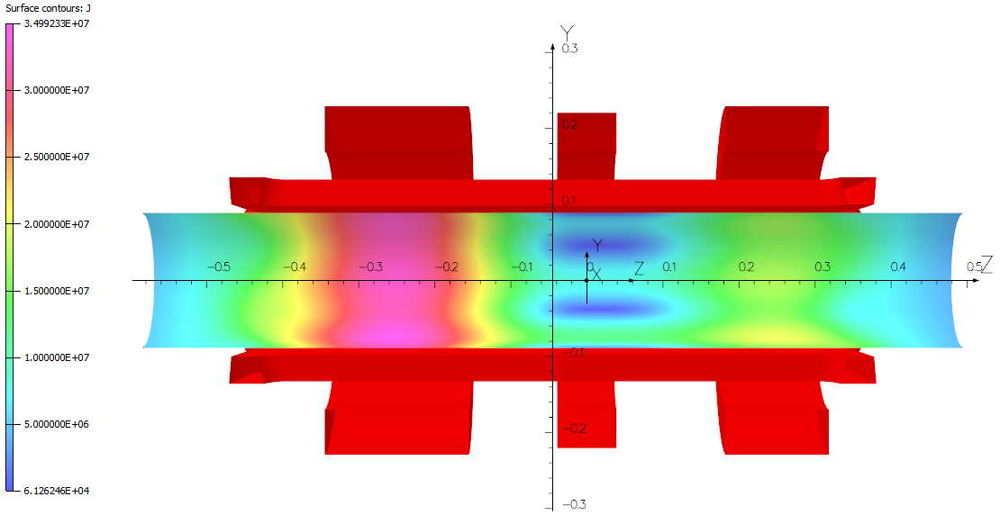 Surface contours: J
3.499233E+07
3.000000E+07
2.500000E+07
2.000000E+07
1.500000E+07
1.000000E+07
5.000000E+06
6.126246E+04
Y
0.3
0.2
0.1
Y
-0.5 -0.4 -0.3 -0.2 -0.1 0. Z 0.1 0.2 0.3 0.4 0.5 Z
X
-0.1
-0.2
-0.3